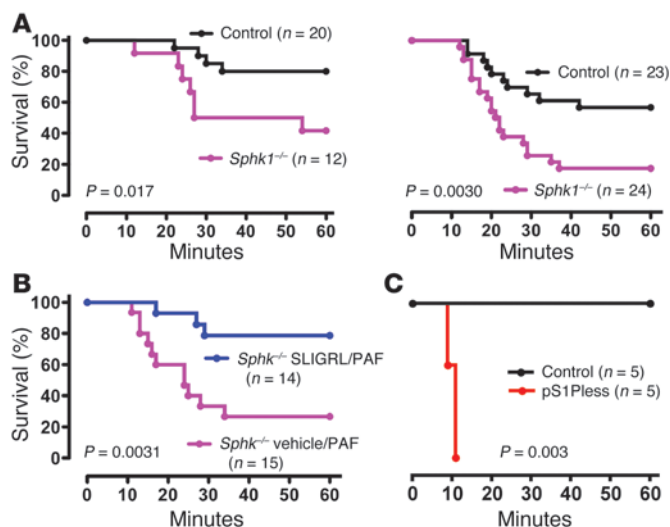 A
Survival (%)
100
80
60
40
20
0
Control (n = 20)
Sphk1–/– (n = 12)
P = 0.017
0 10 20 30 40 50 60
Minutes
Control (n = 23)
Sphk1–/– (n = 24)
P = 0.0030
0 10 20 30 40 50 60
Minutes
B
Survival (%)
100
80
60
40
20
0
Sphk–/– SLIGRL/PAF
(n = 14)
Sphk–/– vehicle/PAF
(n = 15)
P = 0.0031
0 10 20 30 40 50 60
Minutes
C
Control (n = 5)
pS1Pless (n = 5)
P = 0.003
0 10 20 30 40 50 60
Minutes